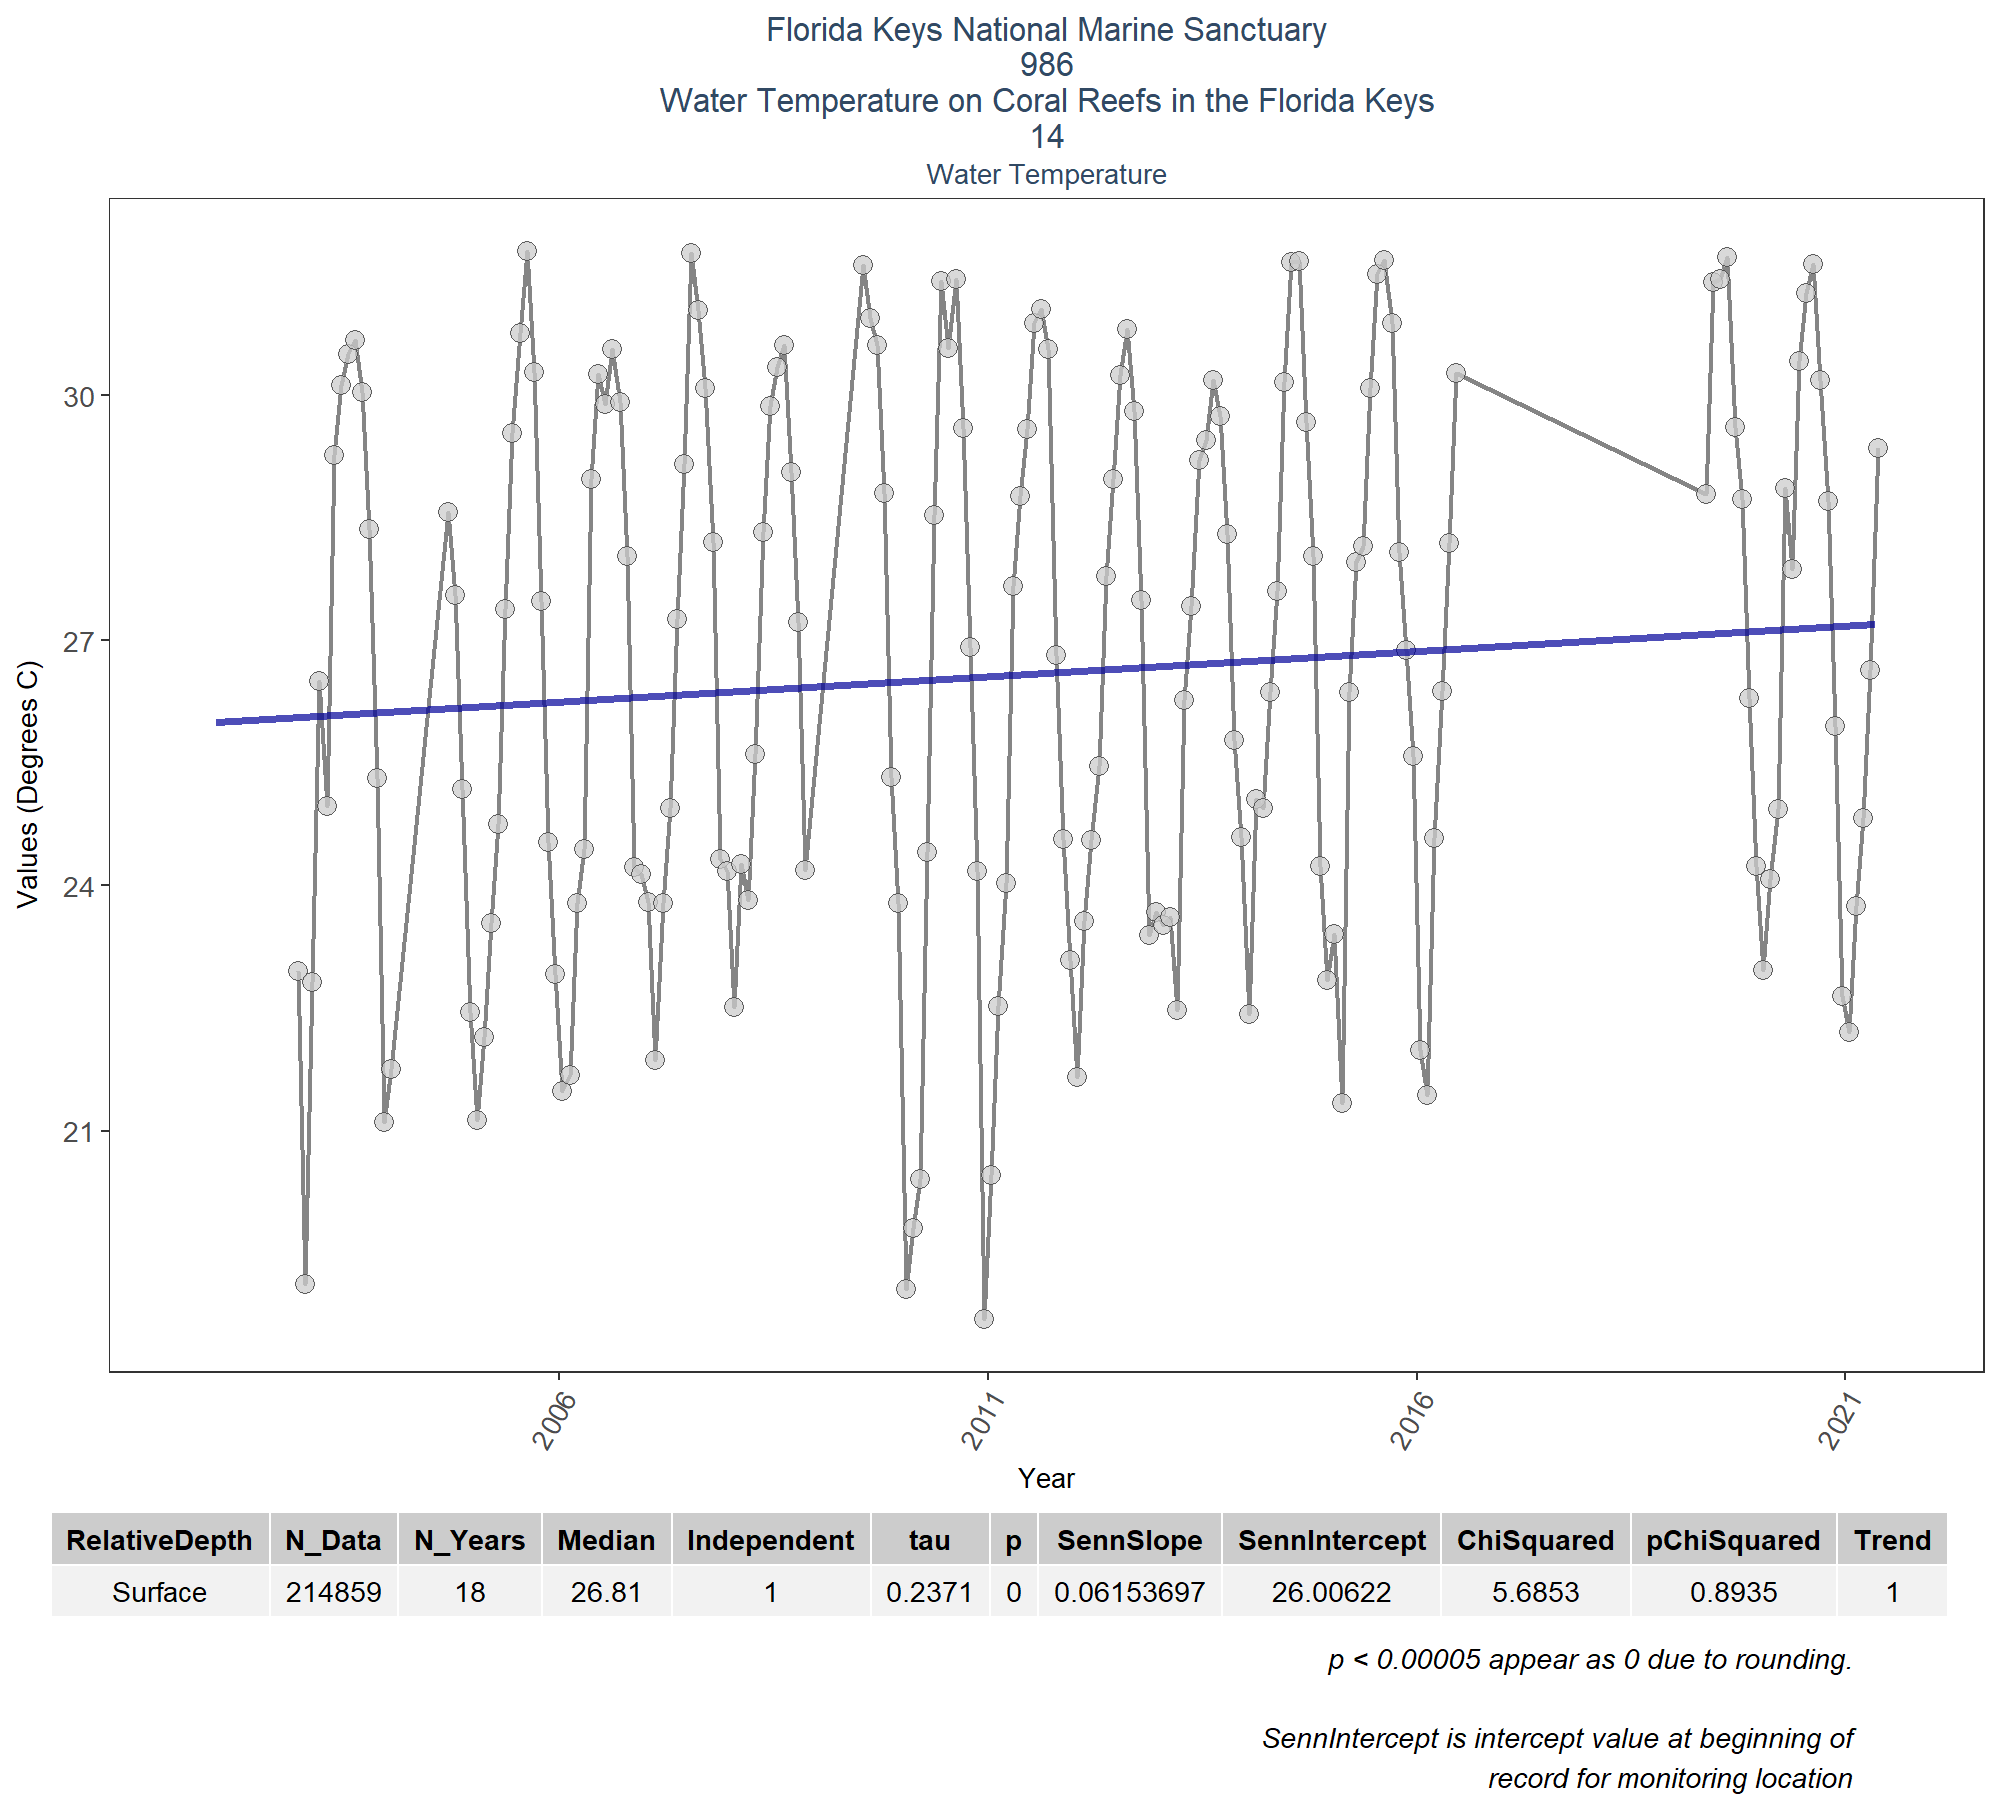 Florida Keys National Marine Sanctuary
986
Water Temperature on Coral Reefs in the Florida Keys
14
Water Temperature
Values (Degrees C)
30
27
24
21
2006
2011
2016
2021
Year
RelativeDepth N_Data N_Years Median Independent tau p SennSlope SennIntercept ChiSquared pChiSquared Trend
Surface 214859 18 26.81 1 0.2371 0 0.06153697 26.00622 5.6853 0.8935 1
p < 0.00005 appear as 0 due to rounding.
SennIntercept is intercept value at beginning of
record for monitoring location